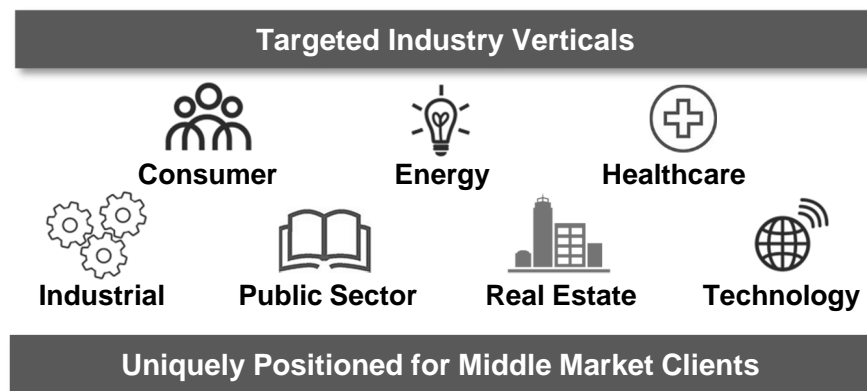 Targeted Industry Verticals
Consumer Energy Healthcare
Industrial Public Sector Real Estate Technology
Uniquely Positioned for Middle Market Clients